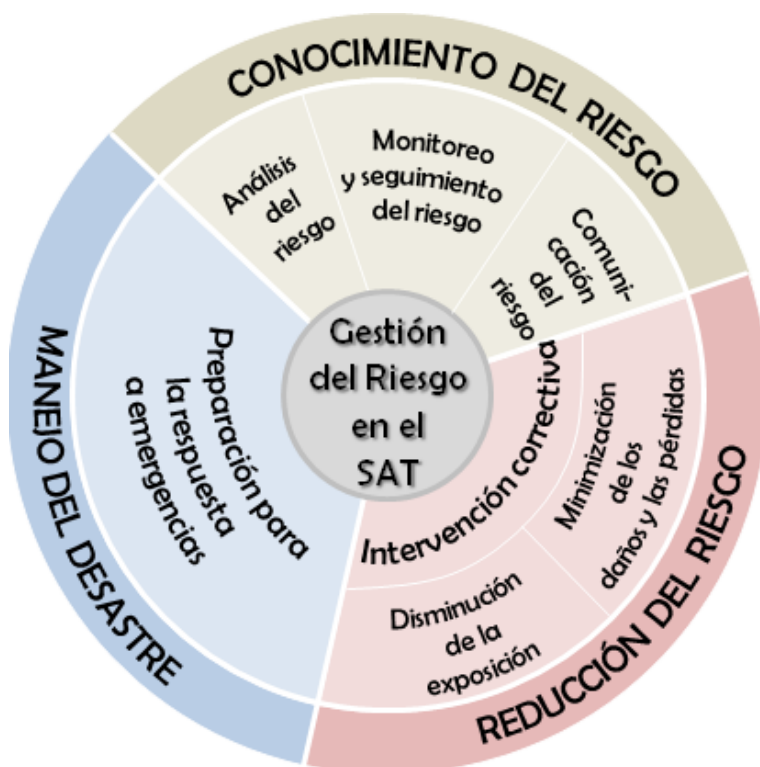 CONOCIMIENTO DEL RIESGO
Análisis
del
riesgo
Monitoreo
y seguimiento
del riesgo
Comuni-
cación
del
riesgo
Gestión
del Riesgo
en el
SAT
MANEJO DEL DESASTRE
Preparación para
la respuesta
a emergencias
Intervención correctiva
Minimización
de los
daños y las pérdidas
Disminución
de la
exposición
REDUCCIÓN DEL RIESGO